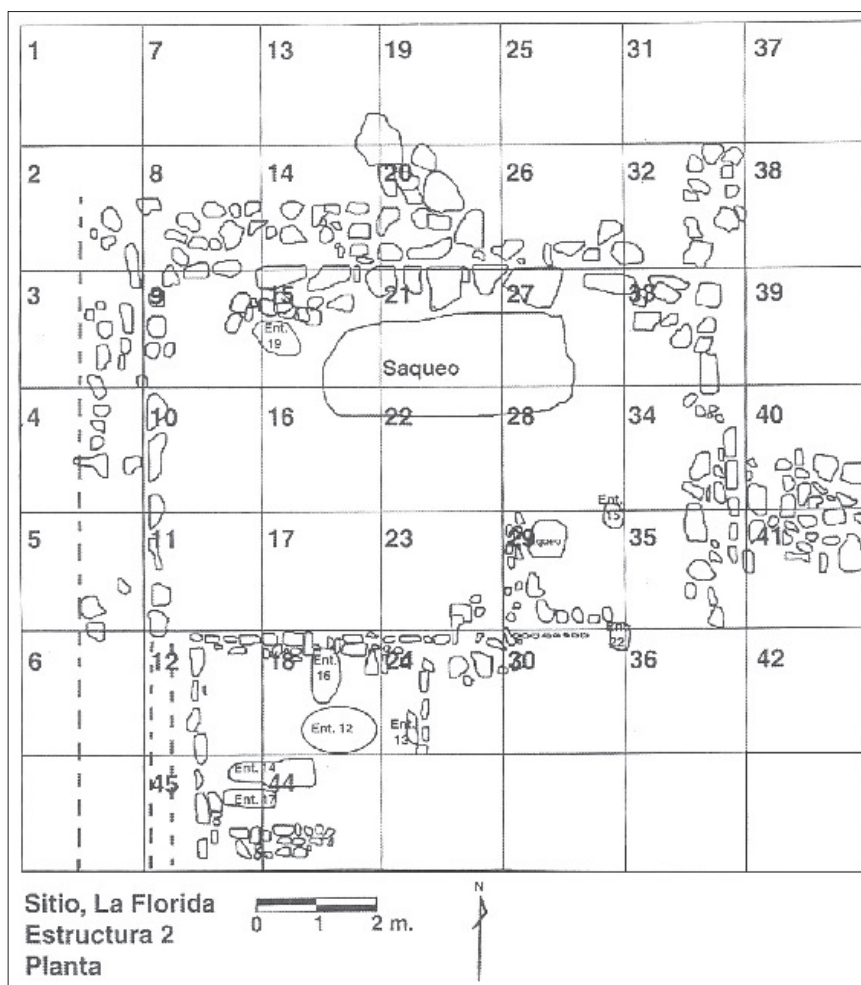 1 7 13 19 25 31 37
2 8 14 20 26 32 38
3 9 15 21 27 33 39
Ent. 19
Saqueo
4 10 16 22 28 34 40
Ent. 15
5 11 17 23 29 35 41
6 12 18 24 30 36 42
Ent. 22
Ent. 16
Ent. 12
Ent. 13
Ent. 14
45 44
Ent. 17
Sitio, La Florida
Estructura 2
Planta
0 1 2 m.
N